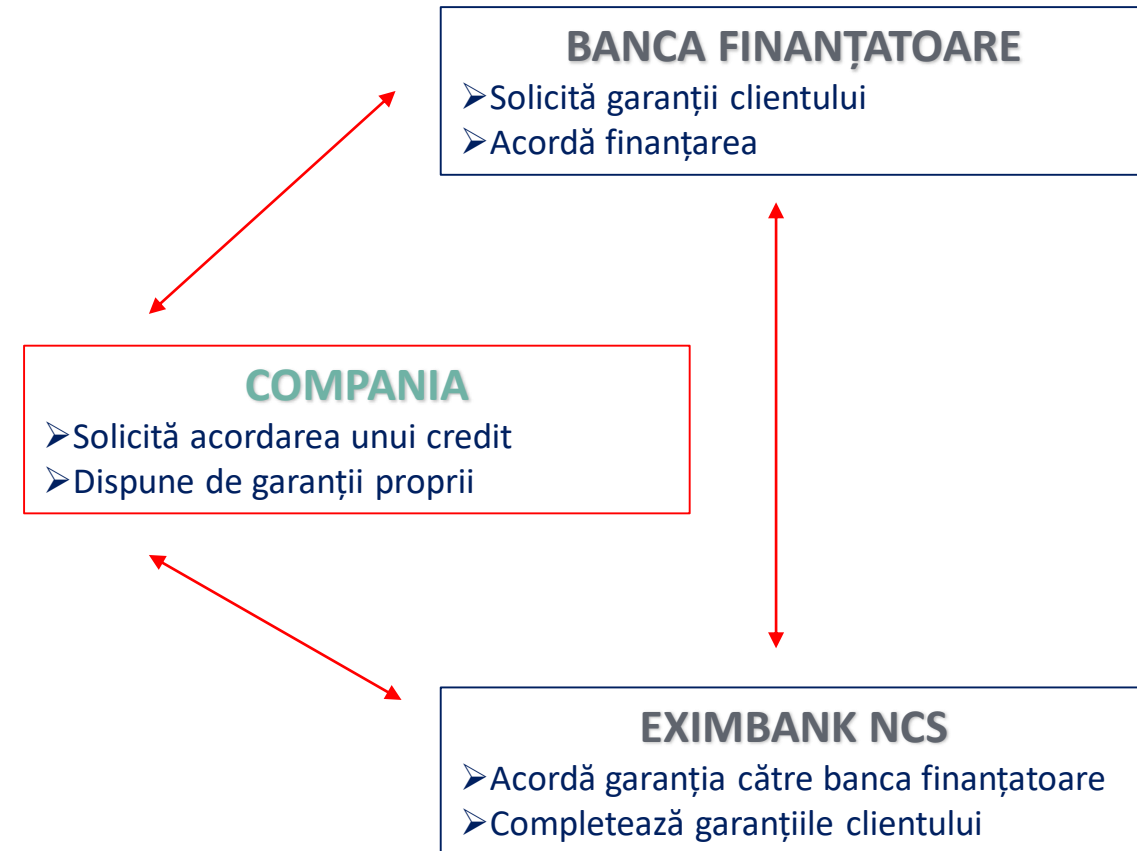 BANCA FINANȚATOARE
➢Solicită garanții clientului
➢Acordă finanțarea
COMPANIA
➢Solicită acordarea unui credit
➢Dispune de garanții proprii
EXIMBANK NCS
➢Acordă garanția către banca finanțatoare
➢Completează garanțiile clientului